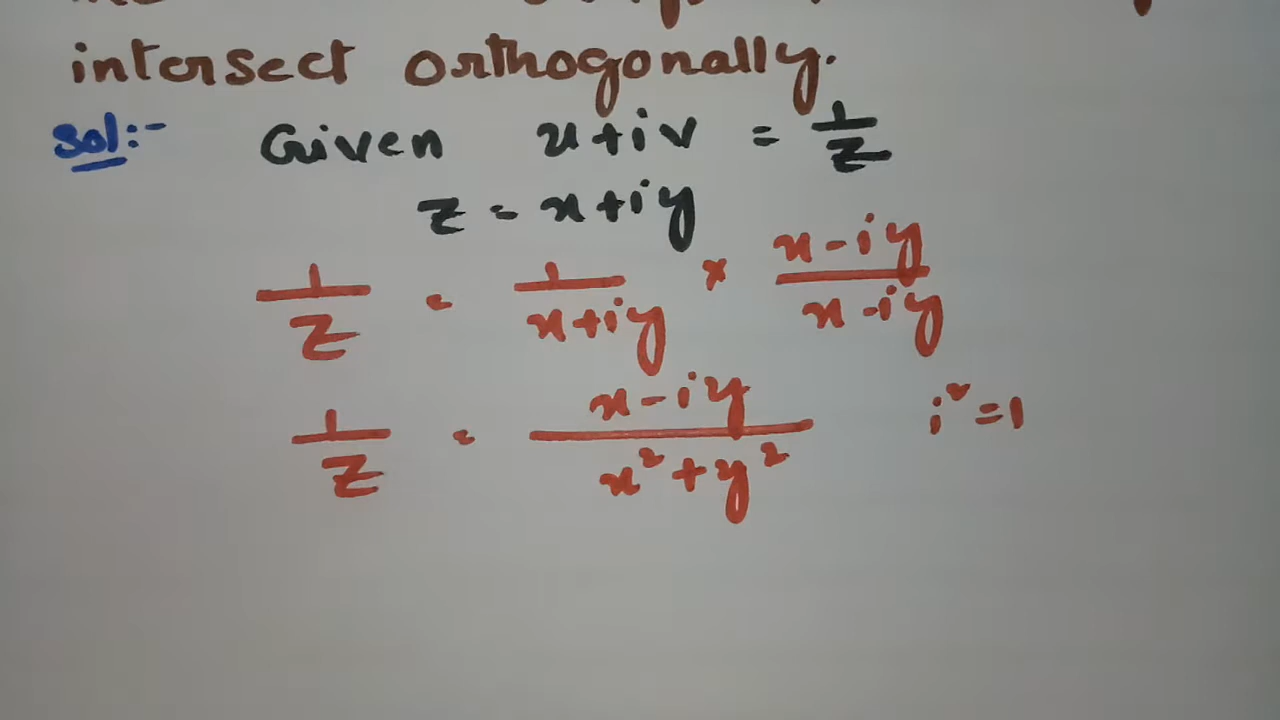 intersect orthogonally.
Sol:- Given u+iv = 1/z
z = x+iy
1/z = 1/x+iy × x-iy/x-iy
1/z = x-iy/x²+y² i²=1